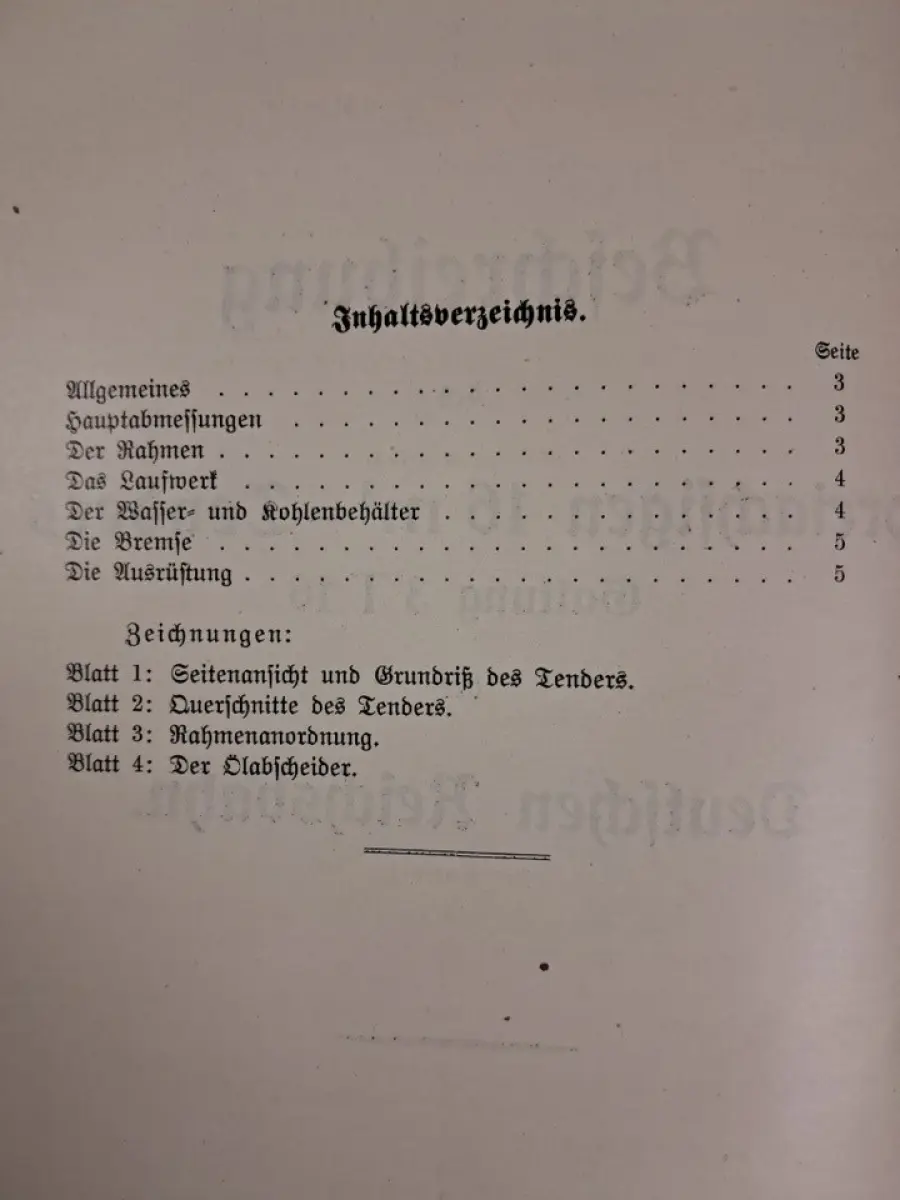 Inhaltsverzeichnis.
Seite
Allgemeines . . . . . . . . . . . . . . . . . . . . . 3
Hauptabmeſſungen . . . . . . . . . . . . . . . . . . 3
Der Rahmen . . . . . . . . . . . . . . . . . . . . . 3
Das Laufwerk . . . . . . . . . . . . . . . . . . . . 4
Der Waſſer- und Kohlenbehälter . . . . . . . . . . . . 4
Die Bremſe . . . . . . . . . . . . . . . . . . . . . 5
Die Ausrüſtung . . . . . . . . . . . . . . . . . . . . 5
Zeichnungen:
Blatt 1: Seitenanſicht und Grundriß des Tenders.
Blatt 2: Querſchnitte des Tenders.
Blatt 3: Rahmenanordnung.
Blatt 4: Der Ölabſcheider.